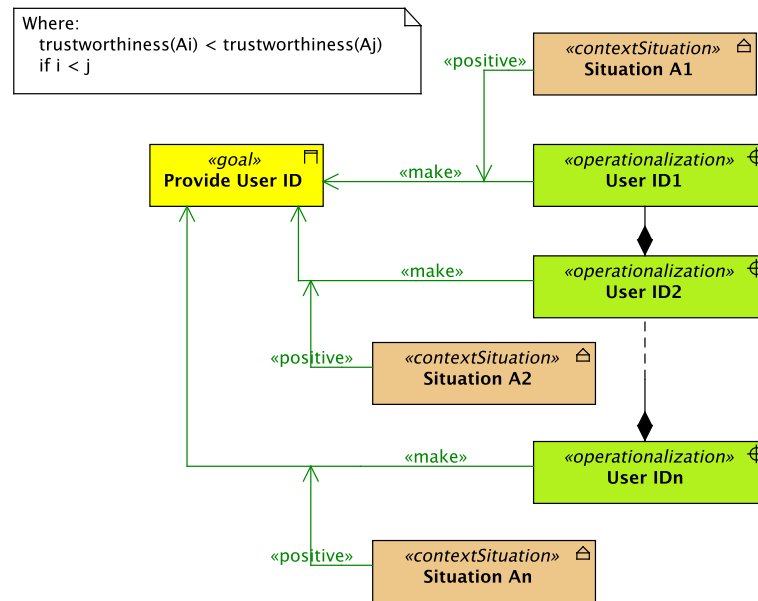 Where:
trustworthiness(Ai) < trustworthiness(Aj)
if i < j
«contextSituation»
Situation A1
«positive»
«goal»
Provide User ID
«make»
«operationalization»
User ID1
«make»
«operationalization»
User ID2
«positive»
«contextSituation»
Situation A2
«make»
«operationalization»
User IDn
«positive»
«contextSituation»
Situation An